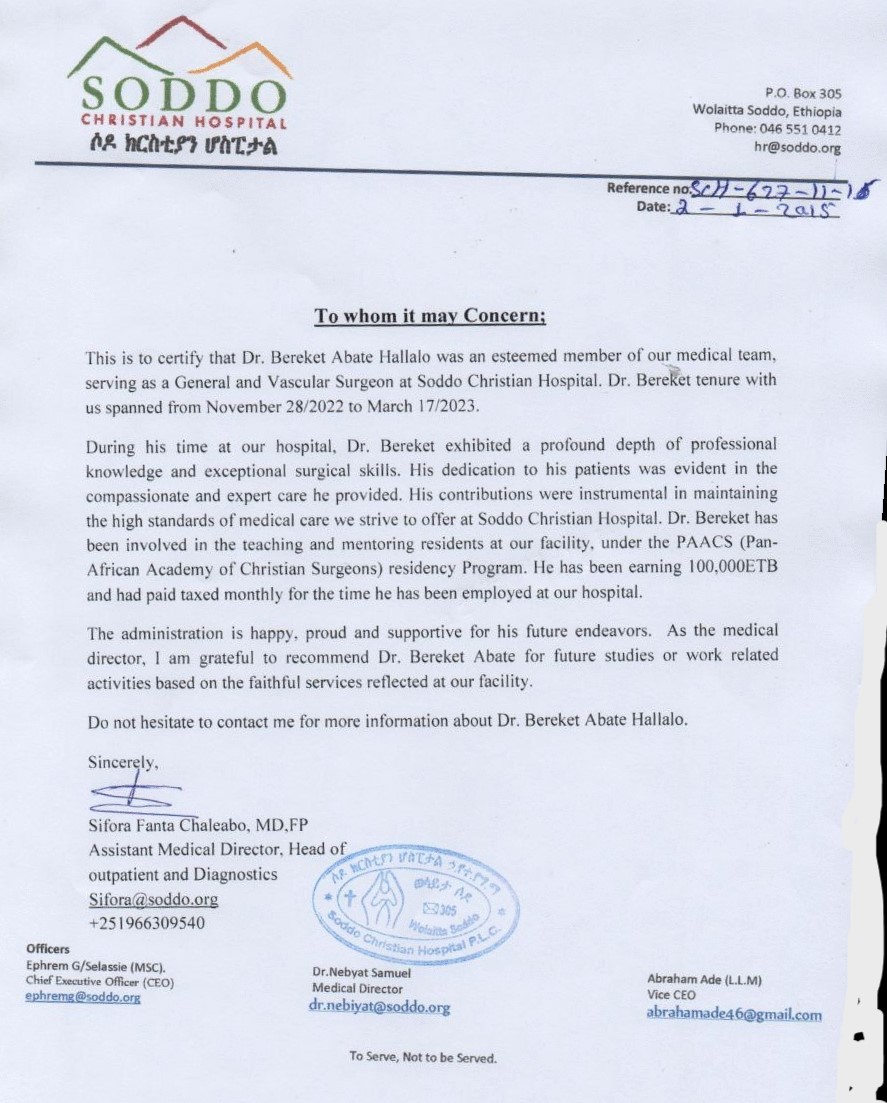 SODDO
CHRISTIAN HOSPITAL
ሶዶ ክርስቲያን ሆስፒታል
P.O. Box 305
Wolaitta Soddo, Ethiopia
Phone: 046 551 0412
hr@soddo.org
Reference no: SCH-677-11-15
Date: 2-1-2015
To whom it may Concern;
This is to certify that Dr. Bereket Abate Hallalo was an esteemed member of our medical team,
serving as a General and Vascular Surgeon at Soddo Christian Hospital. Dr. Bereket tenure with
us spanned from November 28/2022 to March 17/2023.
During his time at our hospital, Dr. Bereket exhibited a profound depth of professional
knowledge and exceptional surgical skills. His dedication to his patients was evident in the
compassionate and expert care he provided. His contributions were instrumental in maintaining
the high standards of medical care we strive to offer at Soddo Christian Hospital. Dr. Bereket has
been involved in the teaching and mentoring residents at our facility, under the PAACS (Pan-
African Academy of Christian Surgeons) residency Program. He has been earning 100,000ETB
and had paid taxed monthly for the time he has been employed at our hospital.
The administration is happy, proud and supportive for his future endeavors. As the medical
director, I am grateful to recommend Dr. Bereket Abate for future studies or work related
activities based on the faithful services reflected at our facility.
Do not hesitate to contact me for more information about Dr. Bereket Abate Hallalo.
Sincerely,
Sifora Fanta Chaleabo, MD,FP
Assistant Medical Director, Head of
outpatient and Diagnostics
Sifora@soddo.org
+251966309540
ሶዶ ክርስቲያን ሆስፒታል
ወላይታ ሶዶ
305
Wolaitta Soddo
Soddo Christian Hospital P.L.C.
Officers
Ephrem G/Selassie (MSC).
Chief Executive Officer (CEO)
ephremg@soddo.org
Dr.Nebyat Samuel
Medical Director
dr.nebiyat@soddo.org
Abraham Ade (L.L.M)
Vice CEO
abrahamade46@gmail.com
To Serve, Not to be Served.